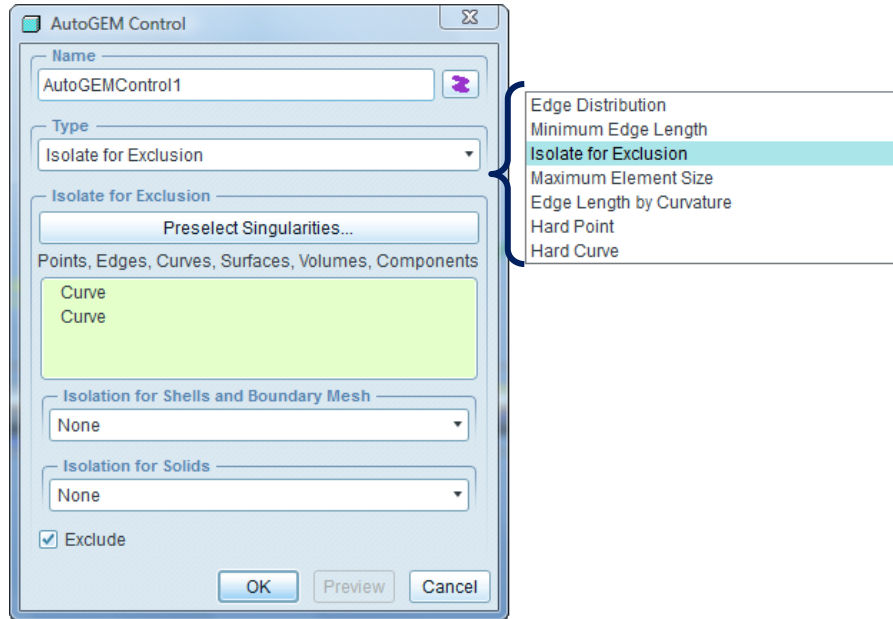 AutoGEM Control
Name
AutoGEMControl1
Type
Isolate for Exclusion
Isolate for Exclusion
Preselect Singularities...
Points, Edges, Curves, Surfaces, Volumes, Components
Curve
Curve
Isolation for Shells and Boundary Mesh
None
Isolation for Solids
None
Exclude
OK
Preview
Cancel
Edge Distribution
Minimum Edge Length
Isolate for Exclusion
Maximum Element Size
Edge Length by Curvature
Hard Point
Hard Curve